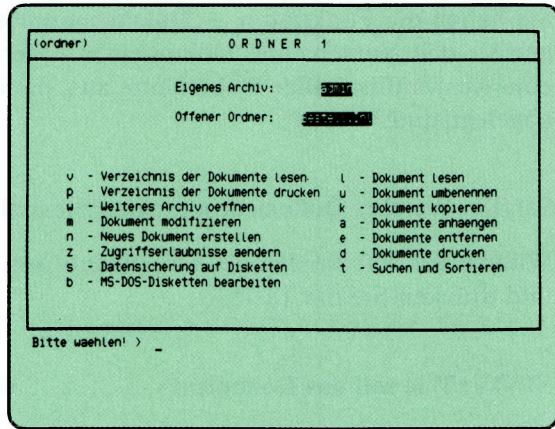 (ordner) O R D N E R 1
Eigenes Archiv: admin
Offener Ordner:
v - Verzeichnis der Dokumente lesen
p - Verzeichnis der Dokumente drucken
w - Weiteres Archiv oeffnen
m - Dokument modifizieren
n - Neues Dokument erstellen
z - Zugriffserlaubnisse aendern
s - Datensicherung auf Disketten
b - MS-DOS-Disketten bearbeiten
l - Dokument lesen
u - Dokument umbenennen
k - Dokument kopieren
a - Dokumente anhaengen
e - Dokumente entfernen
d - Dokumente drucken
t - Suchen und Sortieren
Bitte waehlen! > _